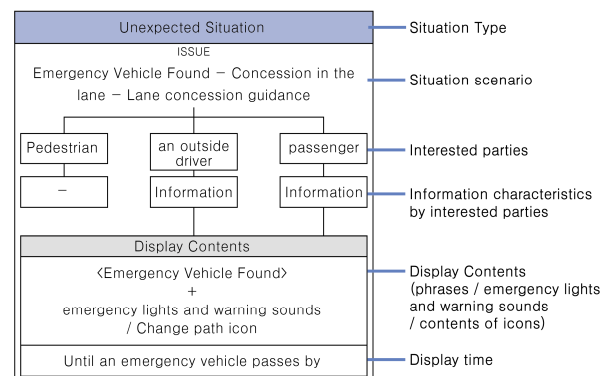 Unexpected Situation
Situation Type
ISSUE
Emergency Vehicle Found – Concession in the
lane – Lane concession guidance
Situation scenario
Pedestrian
an outside
driver
passenger
Interested parties
–
Information
Information
Information characteristics
by interested parties
Display Contents
<Emergency Vehicle Found>
+
emergency lights and warning sounds
/ Change path icon
Display Contents
(phrases / emergency lights
and warning sounds
/ contents of icons)
Until an emergency vehicle passes by
Display time